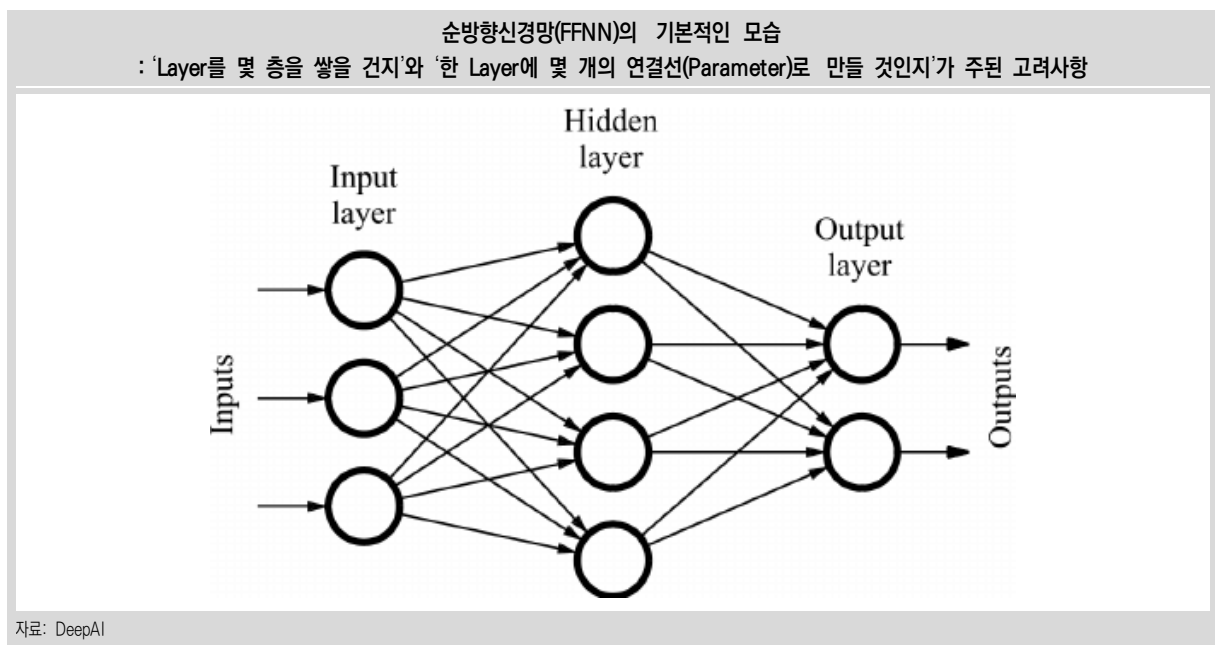 순방향신경망(FFNN)의 기본적인 모습
: ‘Layer를 몇 층을 쌓을 건지’와 ‘한 Layer에 몇 개의 연결선(Parameter)로 만들 것인지’가 주된 고려사항
Hidden
layer
Input
layer
Output
layer
Inputs
Outputs
자료: DeepAI